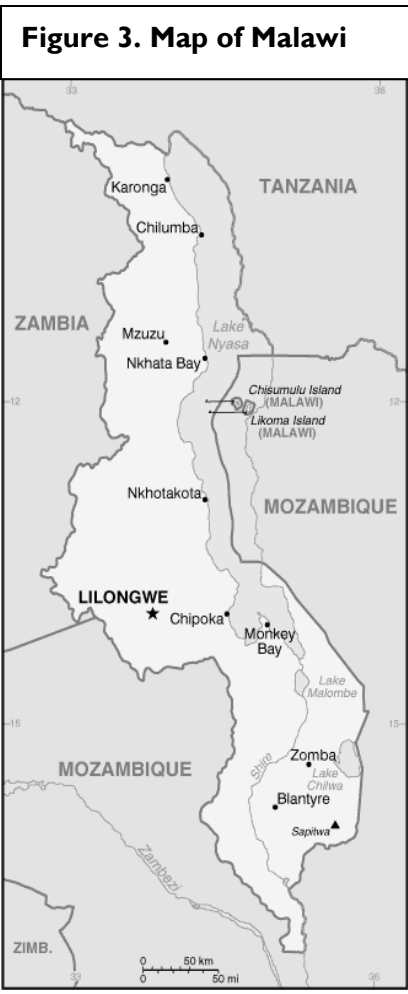 Figure 3. Map of Malawi
33
36
Karonga
TANZANIA
Chilumba
ZAMBIA
Mzuzu
Lake
Nyasa
Nkhata Bay
Chisumulu Island
(MALAWI)
12
12
Likoma Island
(MALAWI)
Nkhotakota
MOZAMBIQUE
LILONGWE
Chipoka
Monkey
Bay
Lake
Malombe
15
15
Shire
Zomba
MOZAMBIQUE
Lake
Chilwa
Blantyre
Sapitwa
Zambezi
ZIMB.
0 50 km
0 50 mi
33
36